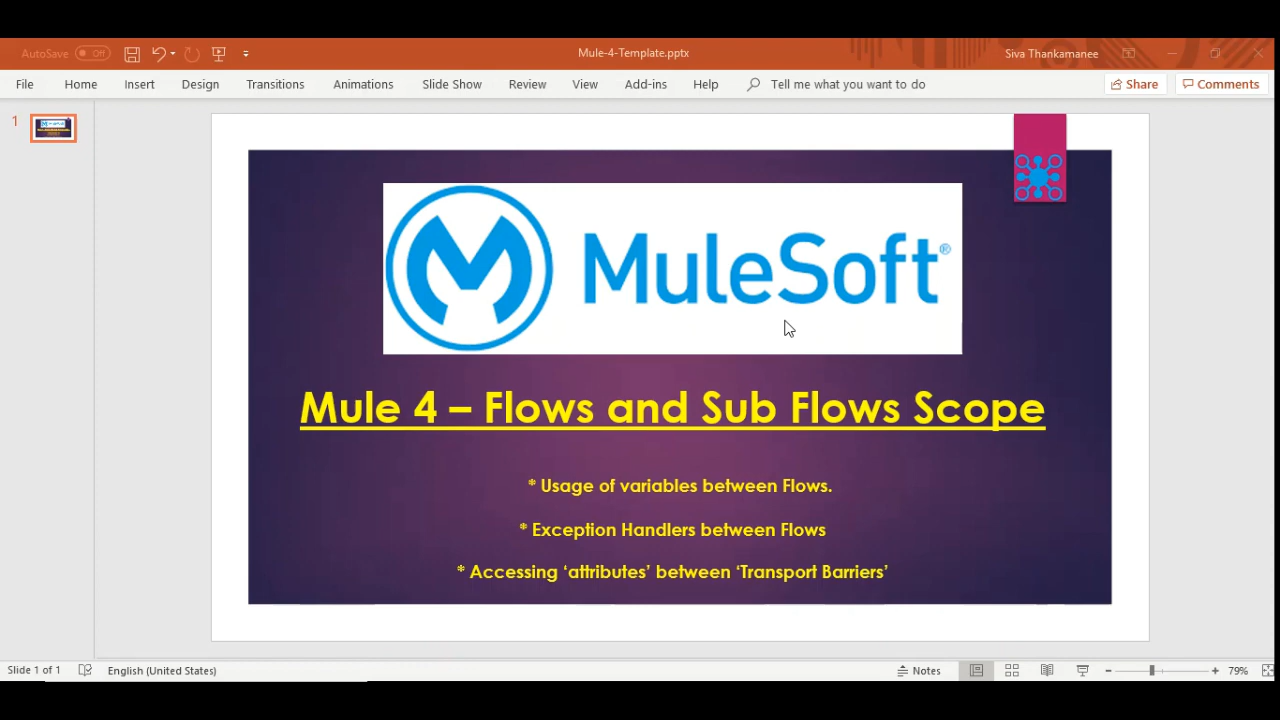 AutoSave Off Mule-4-Template.pptx Siva Thankamanee
File Home Insert Design Transitions Animations Slide Show Review View Add-ins Help Tell me what you want to do Share Comments
1
MuleSoft®
Mule 4 – Flows and Sub Flows Scope
* Usage of variables between Flows.
* Exception Handlers between Flows
* Accessing ‘attributes’ between ‘Transport Barriers’
Slide 1 of 1 English (United States) Notes 79%